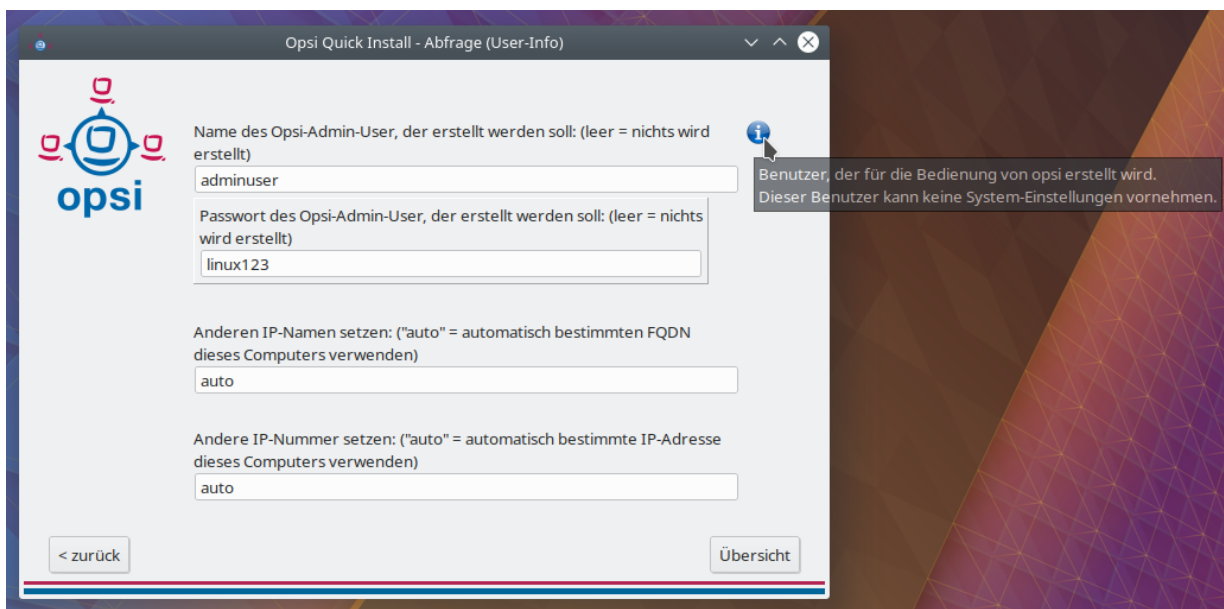 Opsi Quick Install - Abfrage (User-Info)
opsi
Name des Opsi-Admin-User, der erstellt werden soll: (leer = nichts wird
erstellt)
adminuser
Benutzer, der für die Bedienung von opsi erstellt wird.
Dieser Benutzer kann keine System-Einstellungen vornehmen.
Passwort des Opsi-Admin-User, der erstellt werden soll: (leer = nichts
wird erstellt)
linux123
Anderen IP-Namen setzen: ("auto" = automatisch bestimmten FQDN
dieses Computers verwenden)
auto
Andere IP-Nummer setzen: ("auto" = automatisch bestimmte IP-Adresse
dieses Computers verwenden)
auto
< zurück
Übersicht